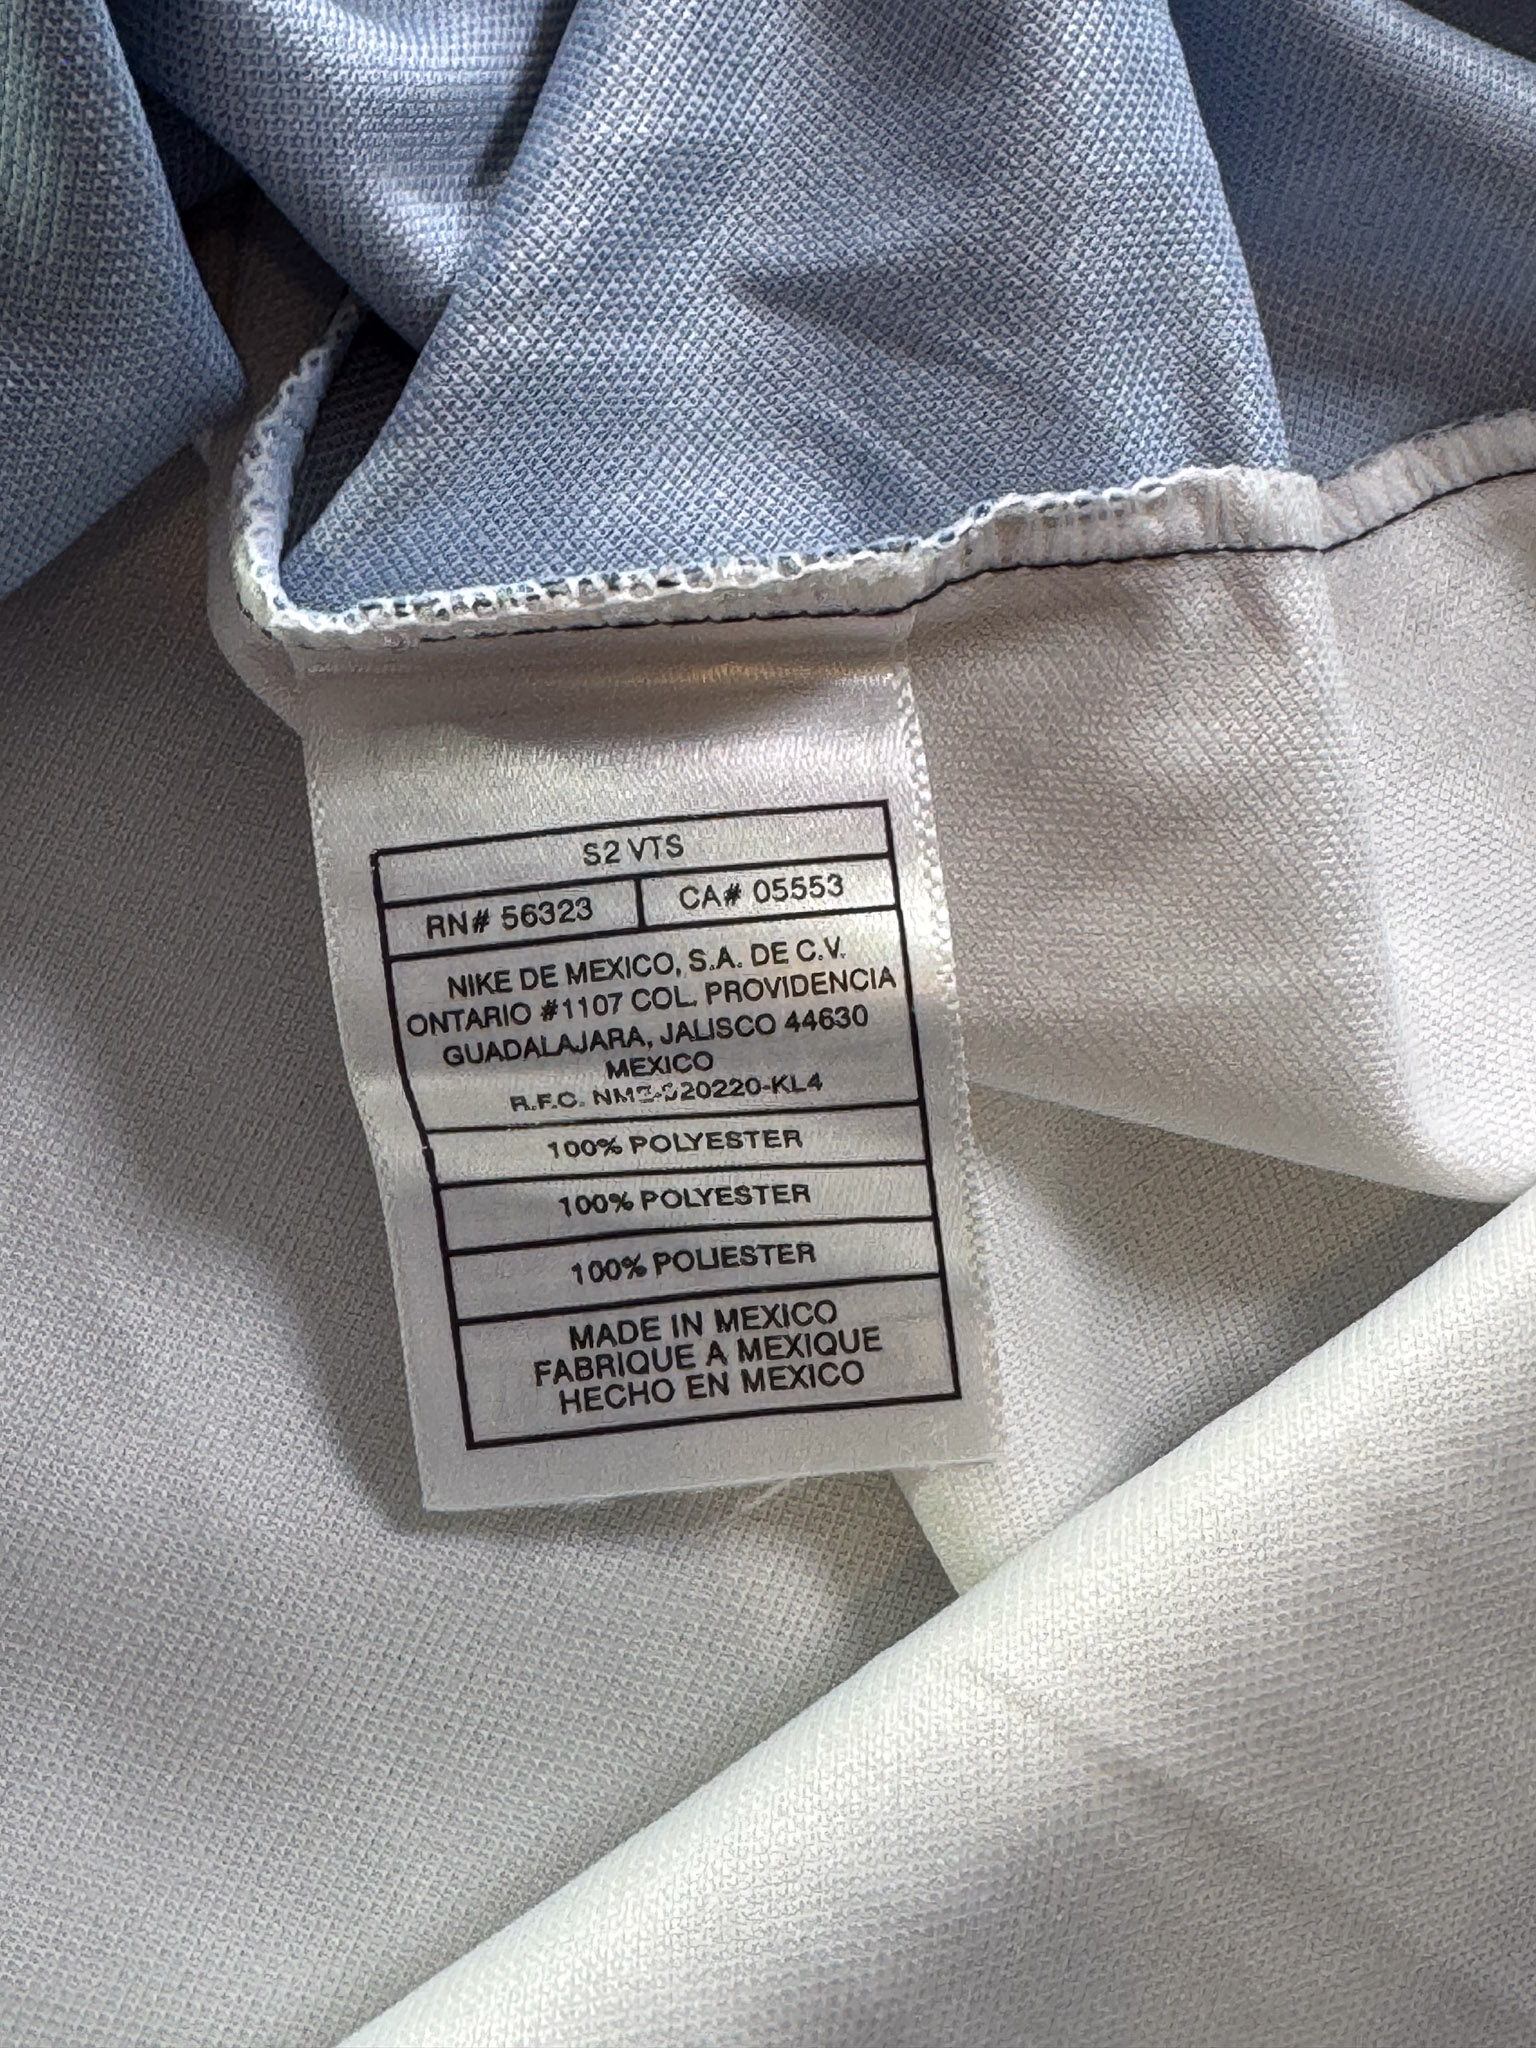 S2 VTS
RN# 56323
CA# 05553
NIKE DE MEXICO, S.A. DE C.V.
ONTARIO #1107 COL. PROVIDENCIA
GUADALAJARA, JALISCO 44630
MEXICO
R.F.C.
100% POLYESTER
100% POLYESTER
100% POLIESTER
MADE IN MEXICO
FABRIQUE A MEXIQUE
HECHO EN MEXICO